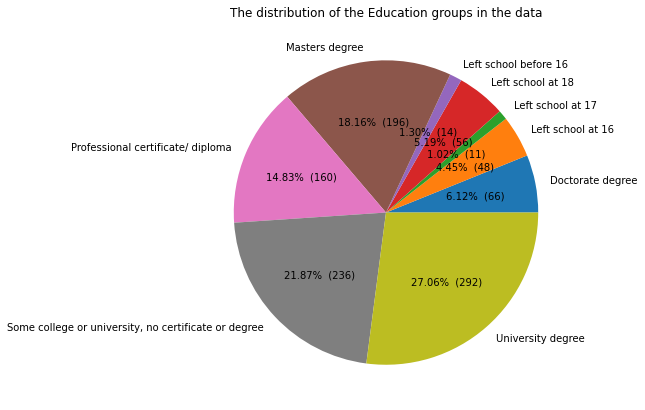 The distribution of the Education groups in the data
Masters degree
Left school before 16
Left school at 18
Left school at 17
Left school at 16
Professional certificate/ diploma
Doctorate degree
18.16%  (196)
1.30%  (14)
5.19%  (56)
1.02%  (11)
4.45%  (48)
14.83%  (160)
6.12%  (66)
21.87%  (236)
27.06%  (292)
Some college or university, no certificate or degree
University degree